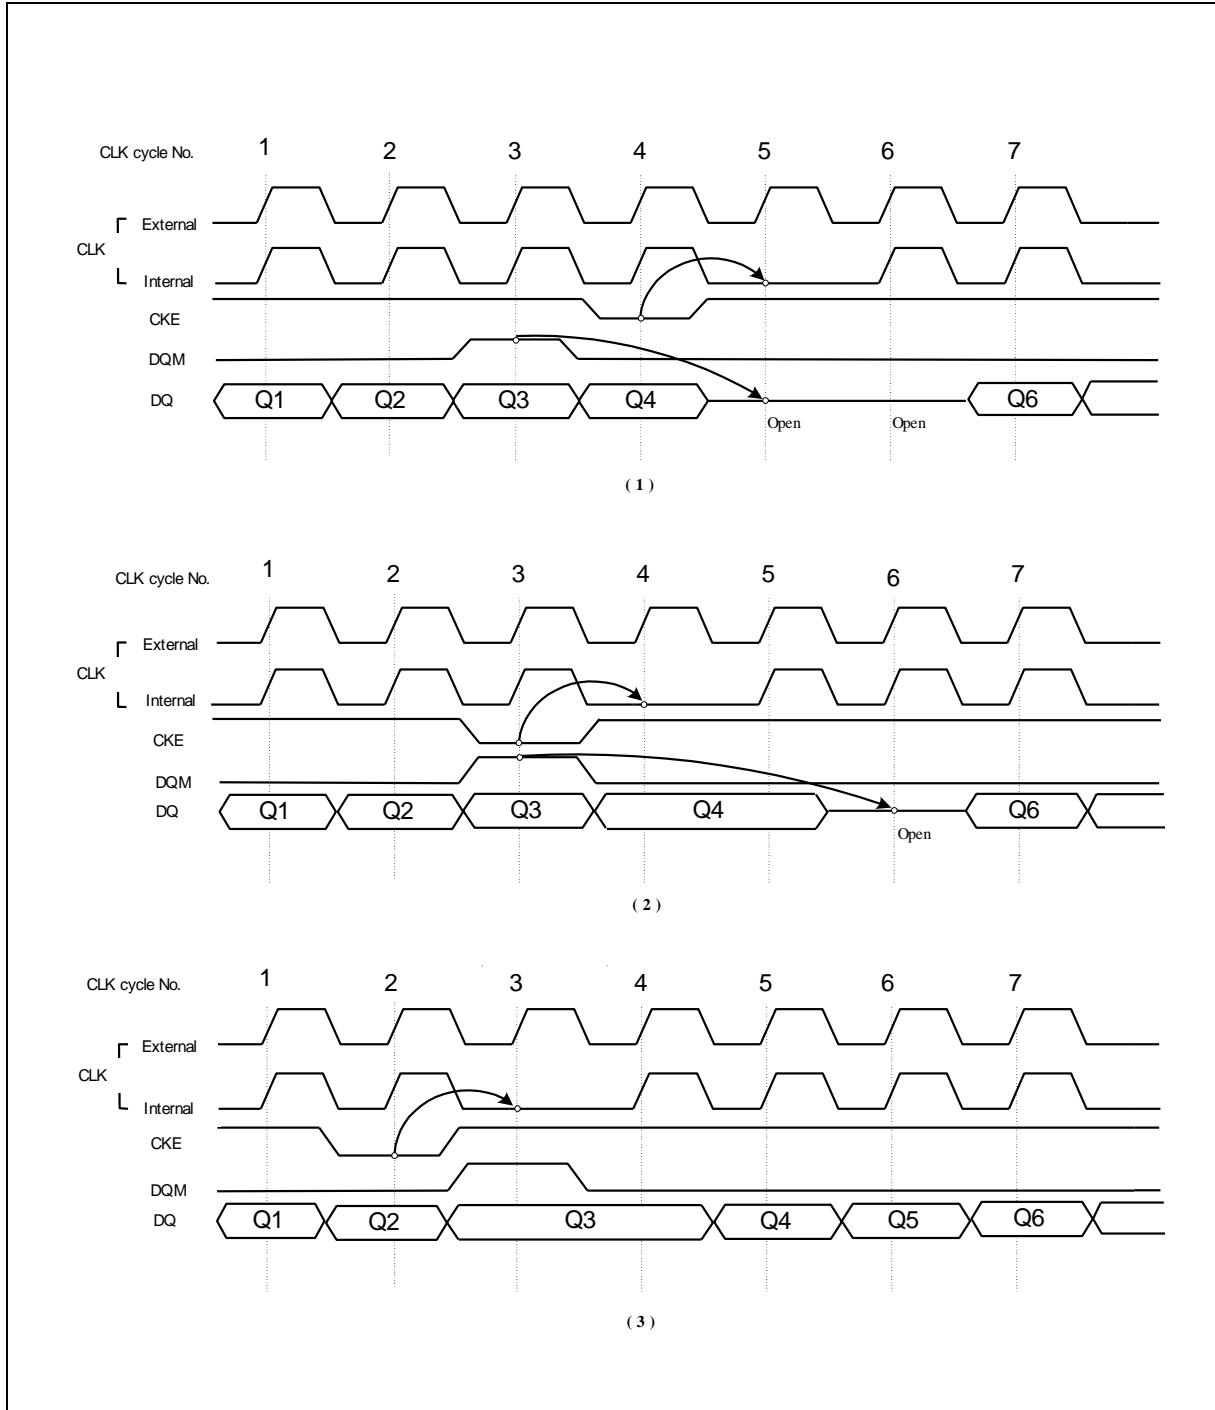 CLK cycle No. 1 2 3 4 5 6 7
External
CLK
Internal
CKE
DQM
DQ Q1 Q2 Q3 Q4 Q6
Open Open
( 1 )
CLK cycle No. 1 2 3 4 5 6 7
External
CLK
Internal
CKE
DQM
DQ Q1 Q2 Q3 Q4 Q6
Open
( 2 )
CLK cycle No. 1 2 3 4 5 6 7
External
CLK
Internal
CKE
DQM
DQ Q1 Q2 Q3 Q4 Q5 Q6
( 3 )